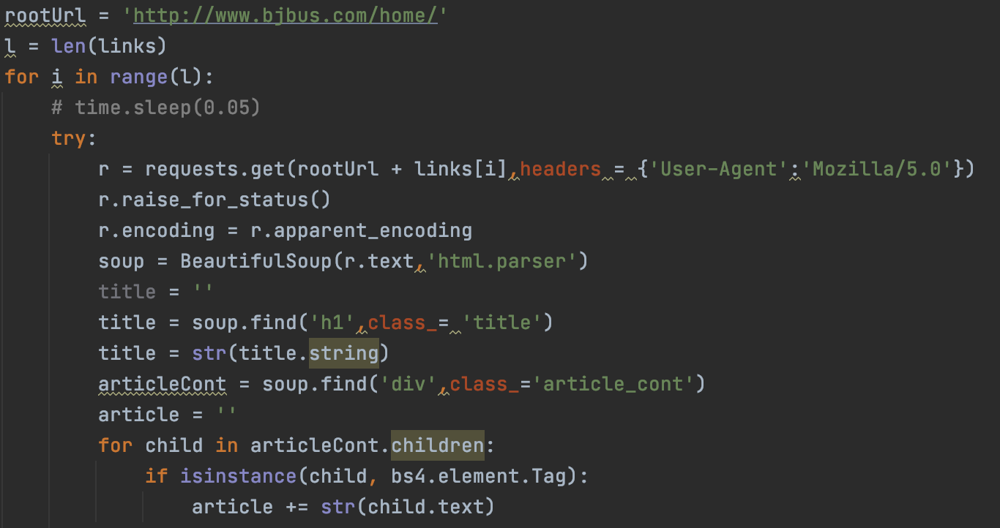 rootUrl = 'http://www.bjbus.com/home/'
l = len(links)
for i in range(l):
    # time.sleep(0.05)
    try:
        r = requests.get(rootUrl + links[i],headers = {'User-Agent':'Mozilla/5.0'})
        r.raise_for_status()
        r.encoding = r.apparent_encoding
        soup = BeautifulSoup(r.text,'html.parser')
        title = ''
        title = soup.find('h1',class_= 'title')
        title = str(title.string)
        articleCont = soup.find('div',class_='article_cont')
        article = ''
        for child in articleCont.children:
            if isinstance(child, bs4.element.Tag):
                article += str(child.text)